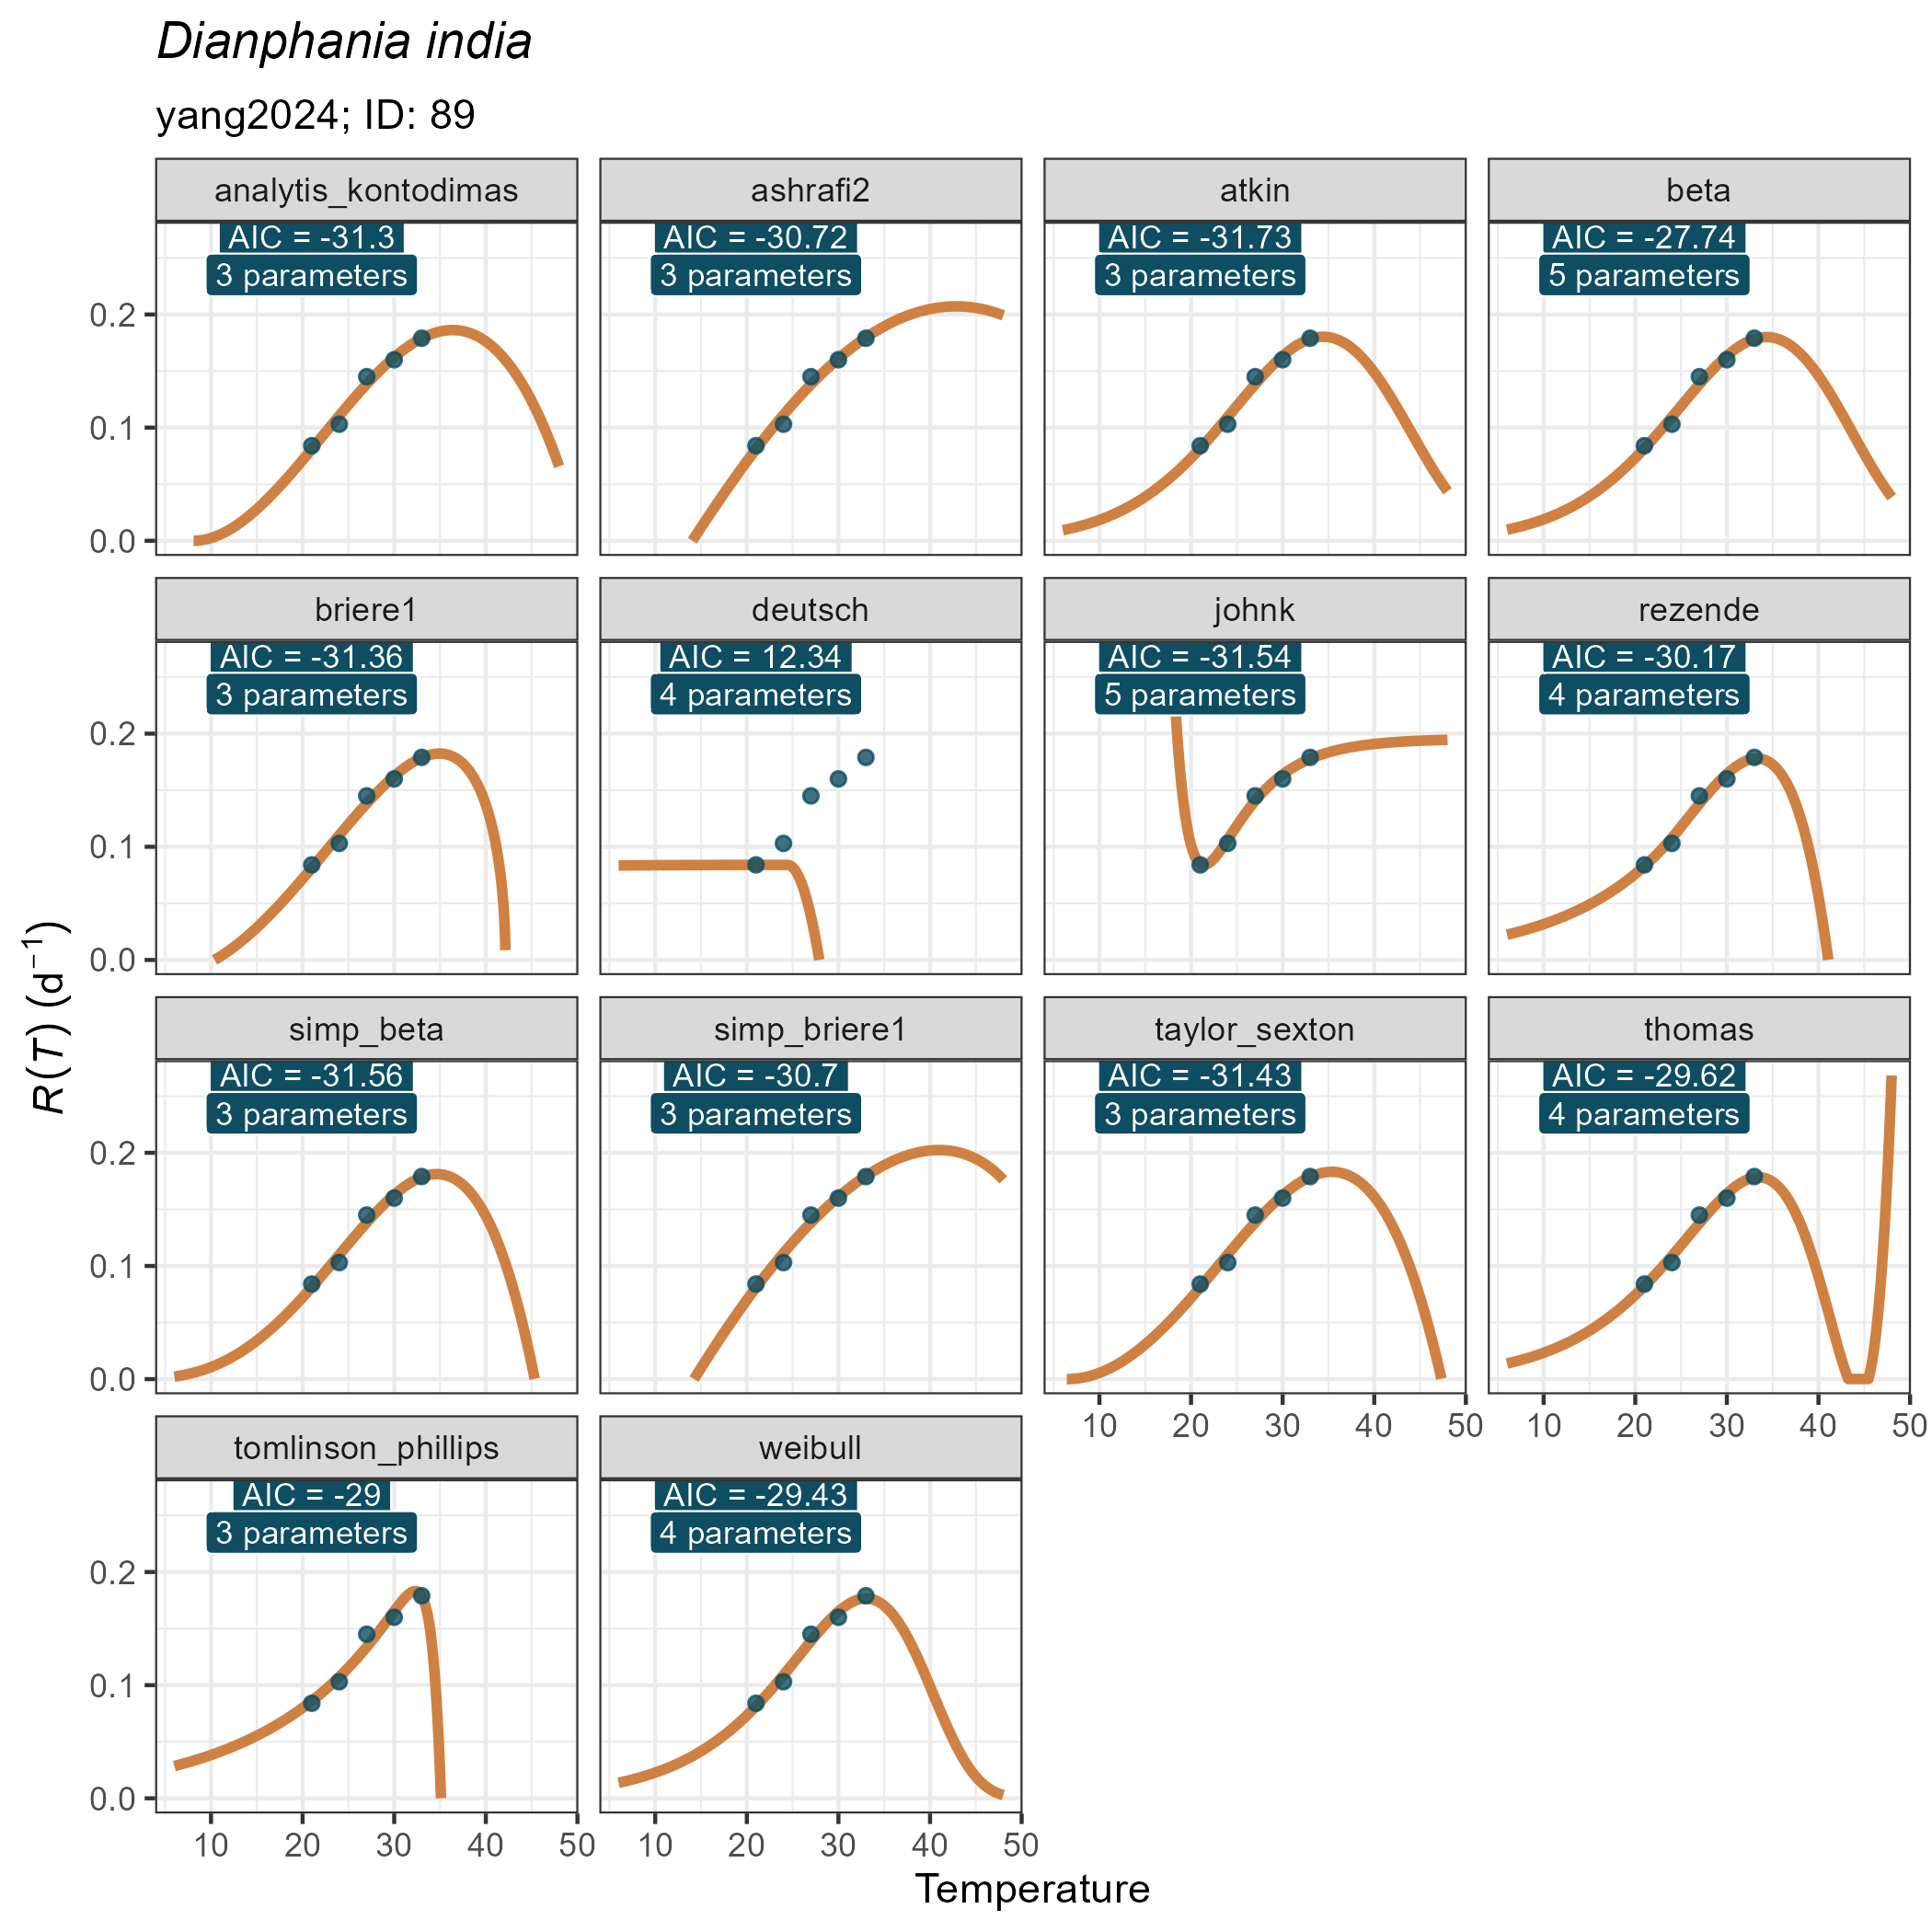 Dianphania india
yang2024; ID: 89
analytis_kontodimas
AIC = -31.3
3 parameters
ashrafi2
AIC = -30.72
3 parameters
atkin
AIC = -31.73
3 parameters
beta
AIC = -27.74
5 parameters
0.2
0.1
0.0
briere1
AIC = -31.36
3 parameters
deutsch
AIC = 12.34
4 parameters
johnk
AIC = -31.54
5 parameters
rezende
AIC = -30.17
4 parameters
0.2
0.1
0.0
simp_beta
AIC = -31.56
3 parameters
simp_briere1
AIC = -30.7
3 parameters
taylor_sexton
AIC = -31.43
3 parameters
thomas
AIC = -29.62
4 parameters
0.2
0.1
0.0
10 20 30 40 50
10 20 30 40 50
tomlinson_phillips
AIC = -29
3 parameters
weibull
AIC = -29.43
4 parameters
0.2
0.1
0.0
10 20 30 40 50
10 20 30 40 50
Temperature
R(T) (d⁻¹)